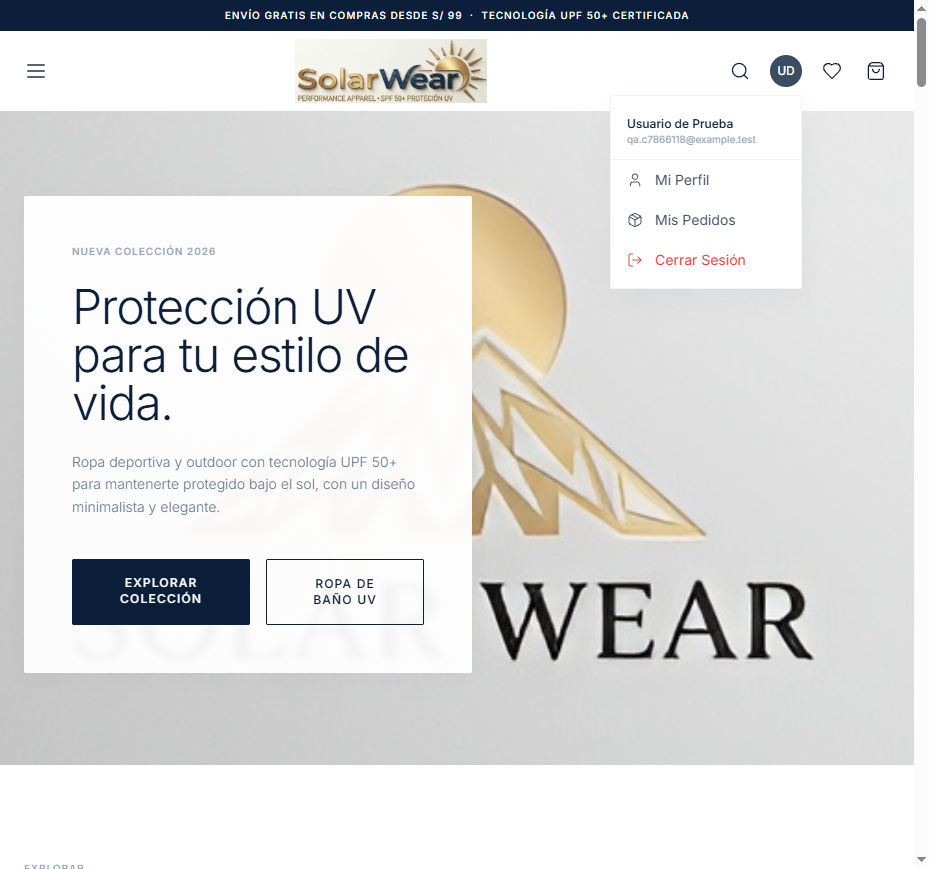 ENVÍO GRATIS EN COMPRAS DESDE S/ 99 · TECNOLOGÍA UPF 50+ CERTIFICADA
SolarWear
PERFORMANCE APPAREL • SPF 50+ PROTECIÓN UV
UD
Usuario de Prueba
qa.c7866118@example.test
Mi Perfil
Mis Pedidos
Cerrar Sesión
NUEVA COLECCIÓN 2026
Protección UV
para tu estilo de
vida.
Ropa deportiva y outdoor con tecnología UPF 50+
para mantenerte protegido bajo el sol, con un diseño
minimalista y elegante.
EXPLORAR
COLECCIÓN
ROPA DE
BAÑO UV
SOLAR WEAR
EXPLORAR